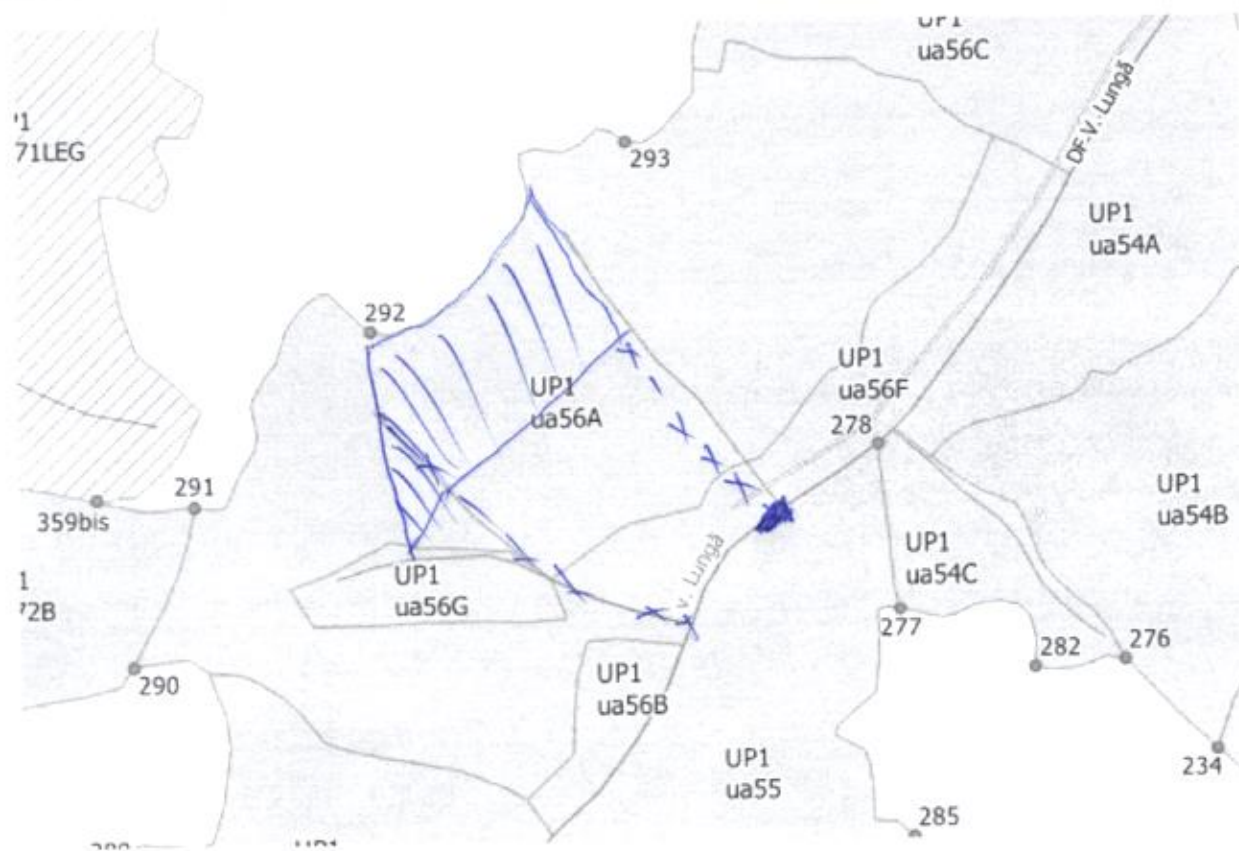 UP1
ua56C
DF-V. Lungă
'1
71LEG
293
UP1
ua54A
292
UP1
ua56A
UP1
ua56F
278
291
359bis
UP1
ua54B
UP1
ua54C
v. Lungă
UP1
ua56G
1
72B
277
282
276
290
UP1
ua56B
UP1
ua55
234
285
UP1